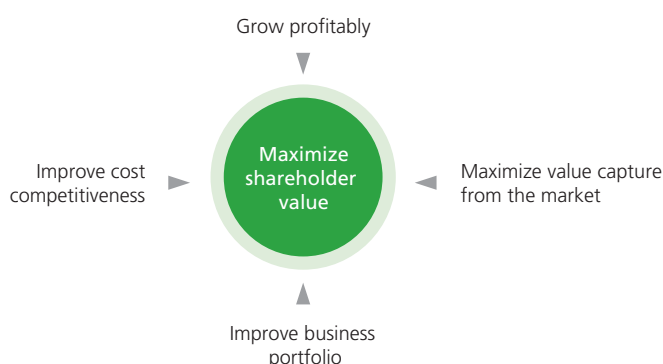 Grow profitably
Improve cost
competitiveness
Maximize
shareholder
value
Maximize value capture
from the market
Improve business
portfolio